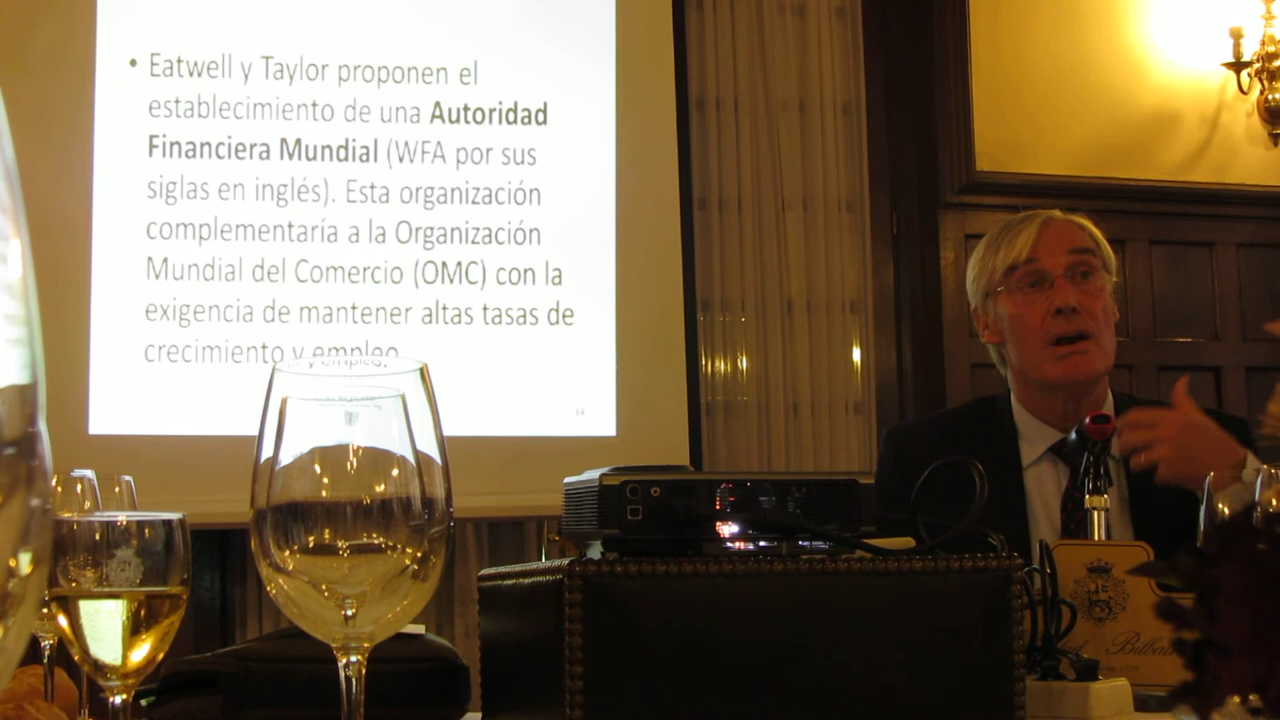 • Eatwell y Taylor proponen el
establecimiento de una Autoridad
Financiera Mundial (WFA por sus
siglas en inglés). Esta organización
complementaría a la Organización
Mundial del Comercio (OMC) con la
exigencia de mantener altas tasas de
crecimiento y empleo.